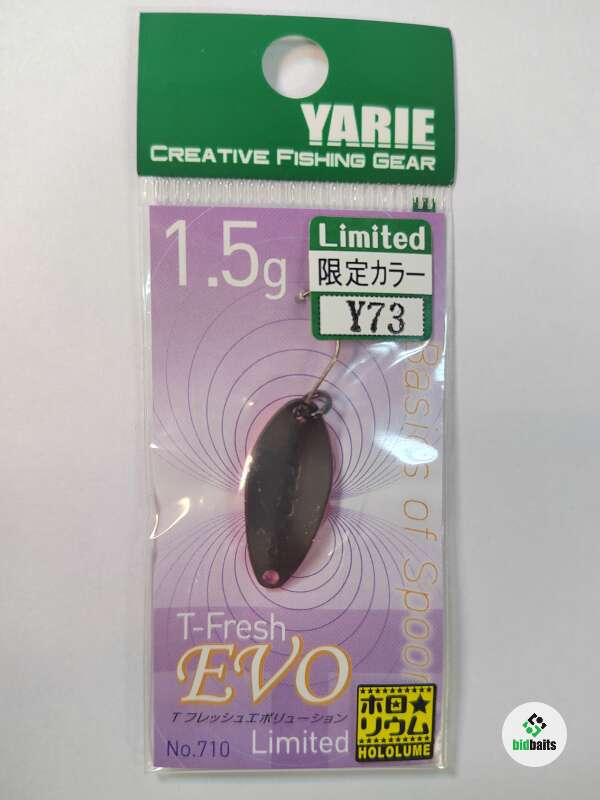 YARIE
CREATIVE FISHING GEAR
1.5g
Limited
限定カラー
Y73
Basics of Spoon
T-Fresh
EVO
T フレッシュエボリューション
No.710
Limited
ホロ★
リウム
HOLOLUME
bidbaits